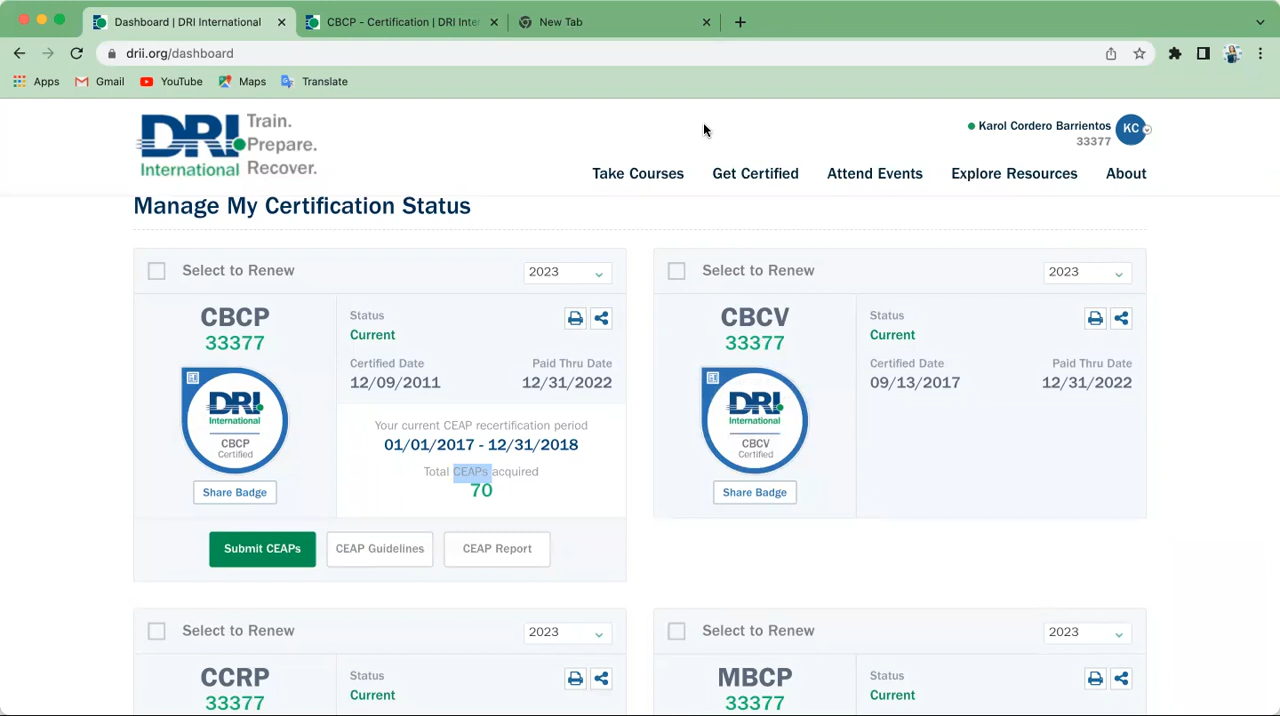 Dashboard | DRI International
CBCP - Certification | DRI Inte
New Tab
drii.org/dashboard
Apps
Gmail
YouTube
Maps
Translate
DRI
International
Train.
Prepare.
Recover.
Karol Cordero Barrientos
33377
KC
Take Courses
Get Certified
Attend Events
Explore Resources
About
Manage My Certification Status
Select to Renew
2023
CBCP
33377
DRI
International
CBCP
Certified
Share Badge
Status
Current
Certified Date
Paid Thru Date
12/09/2011
12/31/2022
Your current CEAP recertification period
01/01/2017 - 12/31/2018
Total CEAPs acquired
70
Submit CEAPs
CEAP Guidelines
CEAP Report
Select to Renew
2023
CBCV
33377
DRI
International
CBCV
Certified
Share Badge
Status
Current
Certified Date
Paid Thru Date
09/13/2017
12/31/2022
Select to Renew
2023
CCRP
33377
Status
Current
Select to Renew
2023
MBCP
33377
Status
Current